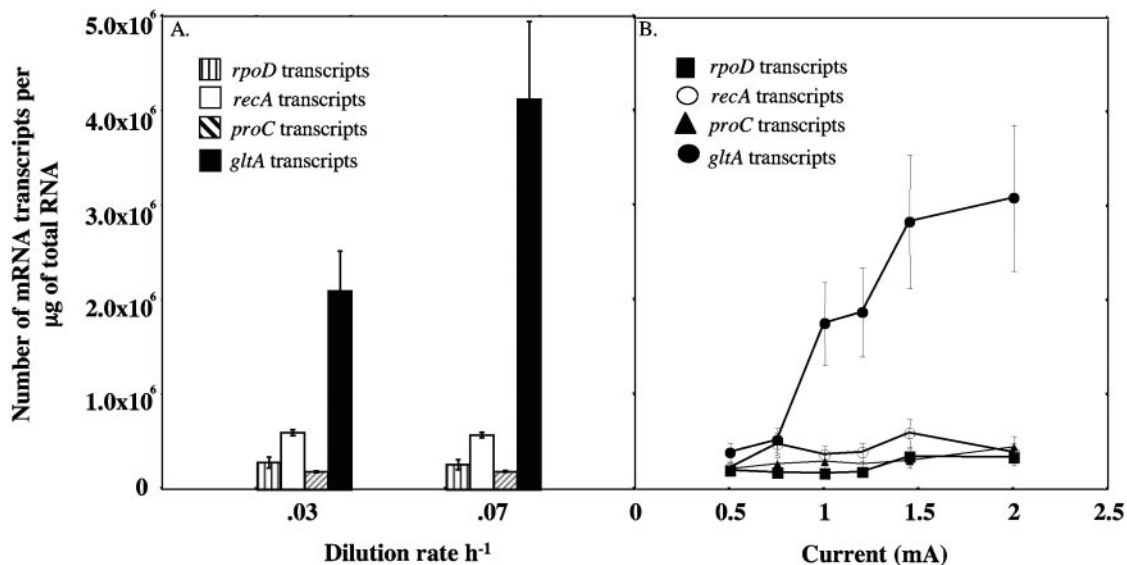 A.
rpoD transcripts
recA transcripts
proC transcripts
gltA transcripts
B.
rpoD transcripts
recA transcripts
proC transcripts
gltA transcripts
Number of mRNA transcripts per
µg of total RNA
5.0x10⁶
4.0x10⁶
3.0x10⁶
2.0x10⁶
1.0x10⁶
0
.03
.07
Dilution rate h⁻¹
0
0.5
1
1.5
2
2.5
Current (mA)